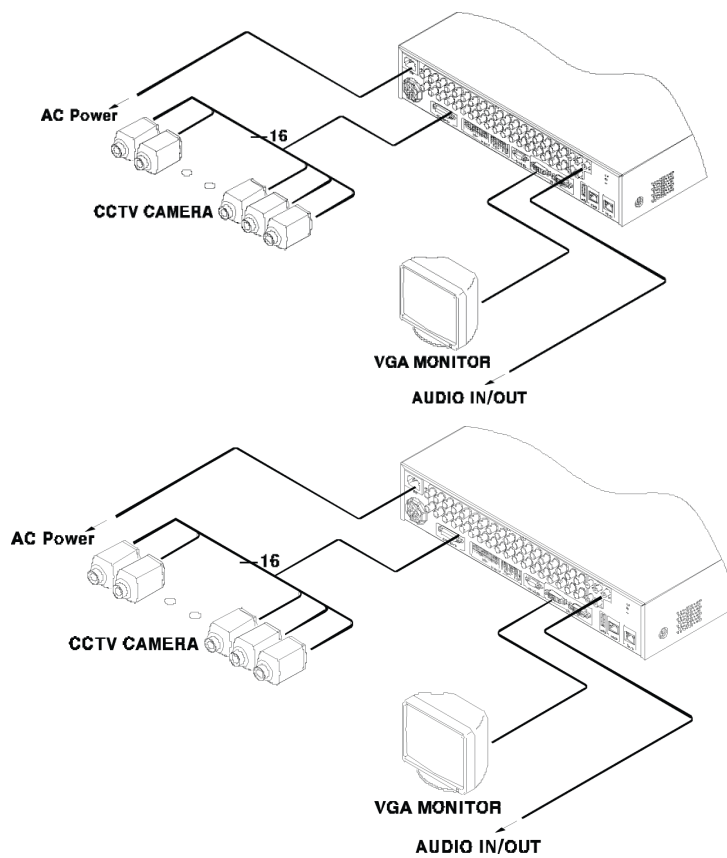 AC Power
16
CCTV CAMERA
VGA MONITOR
AUDIO IN/OUT
AC Power
16
CCTV CAMERA
VGA MONITOR
AUDIO IN/OUT